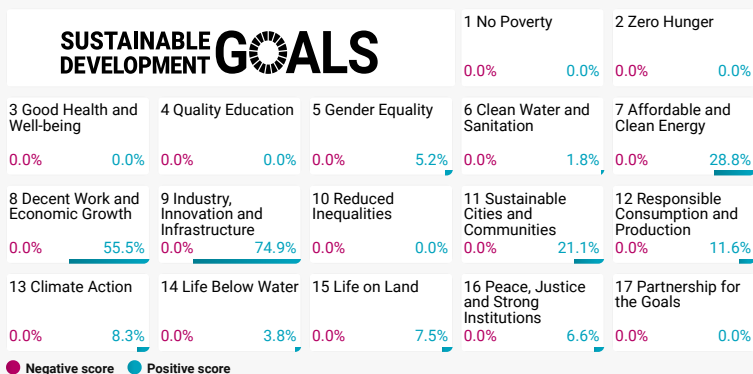 SUSTAINABLE
DEVELOPMENT
GOALS
1 No Poverty
0.0% 0.0%
2 Zero Hunger
0.0% 0.0%
3 Good Health and
Well-being
0.0% 0.0%
4 Quality Education
0.0% 0.0%
5 Gender Equality
0.0% 5.2%
6 Clean Water and
Sanitation
0.0% 1.8%
7 Affordable and
Clean Energy
0.0% 28.8%
8 Decent Work and
Economic Growth
0.0% 55.5%
9 Industry,
Innovation and
Infrastructure
0.0% 74.9%
10 Reduced
Inequalities
0.0% 0.0%
11 Sustainable
Cities and
Communities
0.0% 21.1%
12 Responsible
Consumption and
Production
0.0% 11.6%
13 Climate Action
0.0% 8.3%
14 Life Below Water
0.0% 3.8%
15 Life on Land
0.0% 7.5%
16 Peace, Justice
and Strong
Institutions
0.0% 6.6%
17 Partnership for
the Goals
0.0% 0.0%
Negative score Positive score